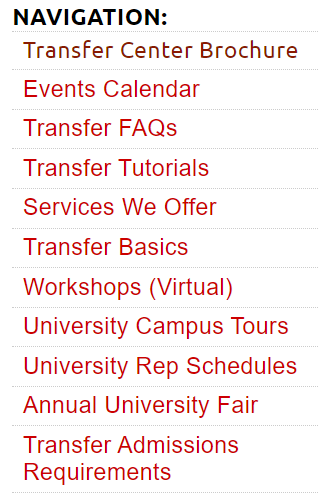 NAVIGATION:
Transfer Center Brochure
Events Calendar
Transfer FAQs
Transfer Tutorials
Services We Offer
Transfer Basics
Workshops (Virtual)
University Campus Tours
University Rep Schedules
Annual University Fair
Transfer Admissions
Requirements